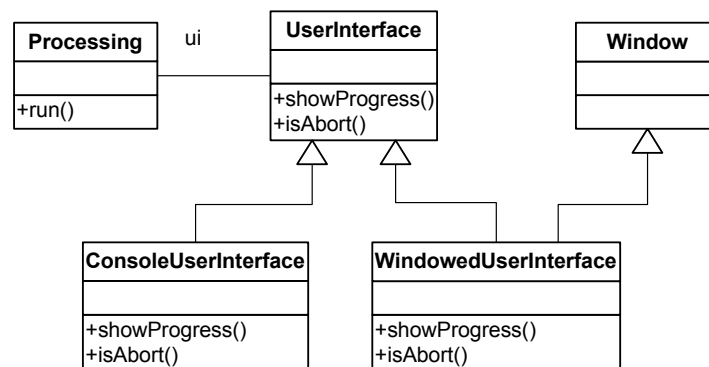 Processing
ui
UserInterface
Window
+run()
+showProgress()
+isAbort()
ConsoleUserInterface
WindowedUserInterface
+showProgress()
+isAbort()
+showProgress()
+isAbort()